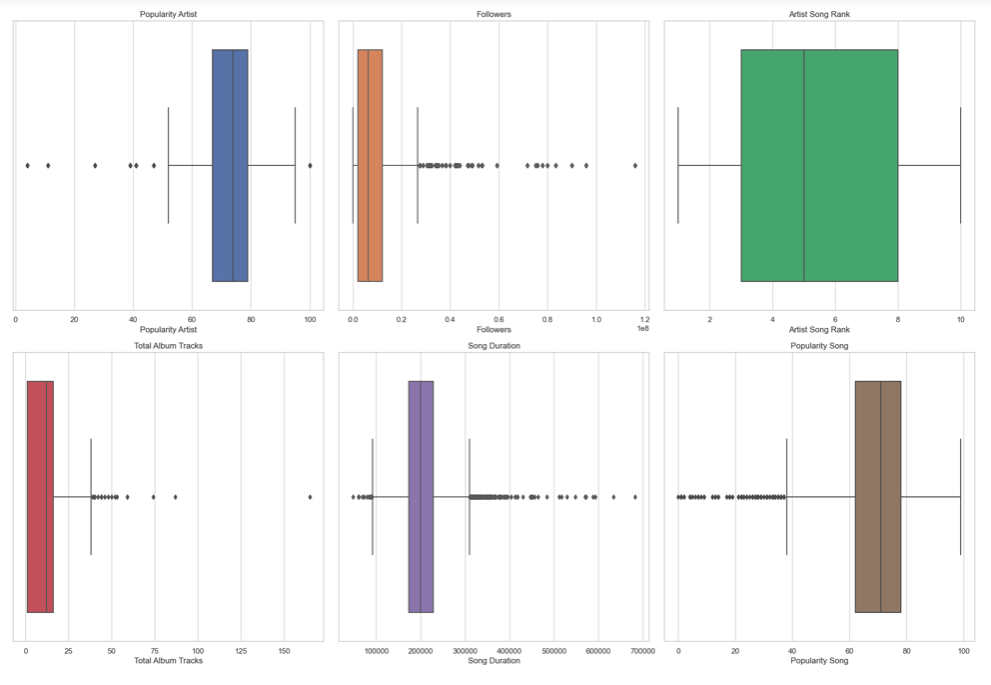 Popularity Artist
Followers
Artist Song Rank
0 20 40 60 80 100
0.0 0.2 0.4 0.6 0.8 1.0 1.2
1e8
2 4 6 8 10
Popularity Artist
Followers
Artist Song Rank
Total Album Tracks
Song Duration
Popularity Song
0 25 50 75 100 125 150
100000 200000 300000 400000 500000 600000 700000
0 20 40 60 80 100
Total Album Tracks
Song Duration
Popularity Song